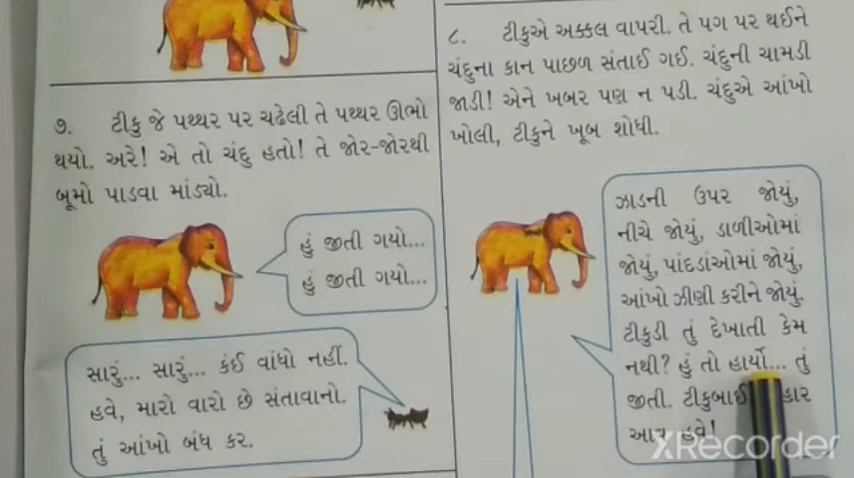 ૭. ટીકુ જે પથ્થર પર ચઢેલી તે પથ્થર ઊભો
થયો. અરે! એ તો ચંદુ હતો! તે જોર-જોરથી
બૂમો પાડવા માંડ્યો.
હું જીતી ગયો...
હું જીતી ગયો...
સારું... સારું... કંઈ વાંધો નહીં.
હવે, મારો વારો છે સંતાવાનો.
તું આંખો બંધ કર.
૮. ટીકુએ અક્કલ વાપરી. તે પગ પર થઈને
ચંદુના કાન પાછળ સંતાઈ ગઈ. ચંદુની ચામડી
જાડી! એને ખબર પણ ન પડી. ચંદુએ આંખો
ખોલી, ટીકુને ખૂબ શોધી.
ઝાડની ઉપર જોયું,
નીચે જોયું, ડાળીઓમાં
જોયું, પાંદડાંઓમાં જોયું,
આંખો ઝીણી કરીને જોયું.
ટીકુડી તું દેખાતી કેમ
નથી? હું તો હાર્યો... તું
જીતી. ટીકુબાઈ
હવે!
XRecorder